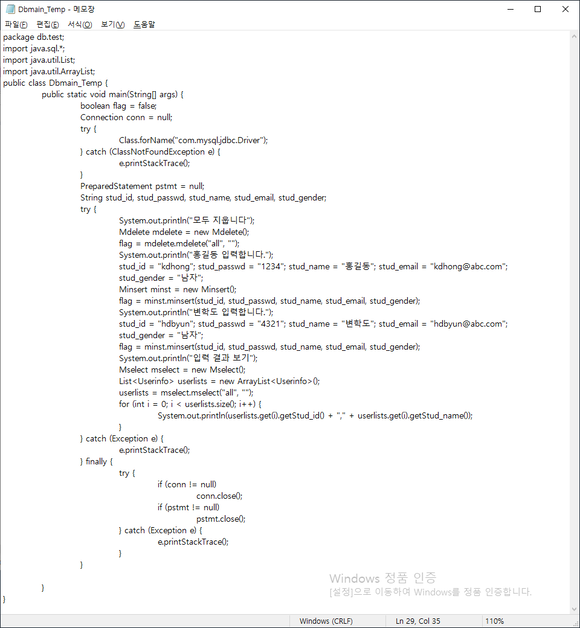 Dbmain_Temp - 메모장
파일(F) 편집(E) 서식(O) 보기(V) 도움말
package db.test;
import java.sql.*;
import java.util.List;
import java.util.ArrayList;
public class Dbmain_Temp {
public static void main(String[] args) {
boolean flag = false;
Connection conn = null;
try {
Class.forName("com.mysql.jdbc.Driver");
} catch (ClassNotFoundException e) {
e.printStackTrace();
}
PreparedStatement pstmt = null;
String stud_id, stud_passwd, stud_name, stud_email, stud_gender;
try {
System.out.println("모두 지웁니다");
Mdelete mdelete = new Mdelete();
flag = mdelete.mdelete("all", "");
System.out.println("홍길동 입력합니다.");
stud_id = "kdhong"; stud_passwd = "1234"; stud_name = "홍길동"; stud_email = "kdhong@abc.com";
stud_gender = "남자";
Minsert minst = new Minsert();
flag = minst.minsert(stud_id, stud_passwd, stud_name, stud_email, stud_gender);
System.out.println("변학도 입력합니다.");
stud_id = "hdbyun"; stud_passwd = "4321"; stud_name = "변학도"; stud_email = "hdbyun@abc.com";
stud_gender = "남자";
flag = minst.minsert(stud_id, stud_passwd, stud_name, stud_email, stud_gender);
System.out.println("입력 결과 보기");
Mselect mselect = new Mselect();
List<Userinfo> userlists = new ArrayList<Userinfo>();
userlists = mselect.mselect("all", "");
for (int i = 0; i < userlists.size(); i++) {
System.out.println(userlists.get(i).getStud_id() + "," + userlists.get(i).getStud_name());
}
} catch (Exception e) {
e.printStackTrace();
} finally {
try {
if (conn != null)
conn.close();
if (pstmt != null)
pstmt.close();
} catch (Exception e) {
e.printStackTrace();
}
}
}
}
Windows 정품 인증
[설정]으로 이동하여 Windows를 정품 인증합니다.
Windows (CRLF) Ln 29, Col 35 110%